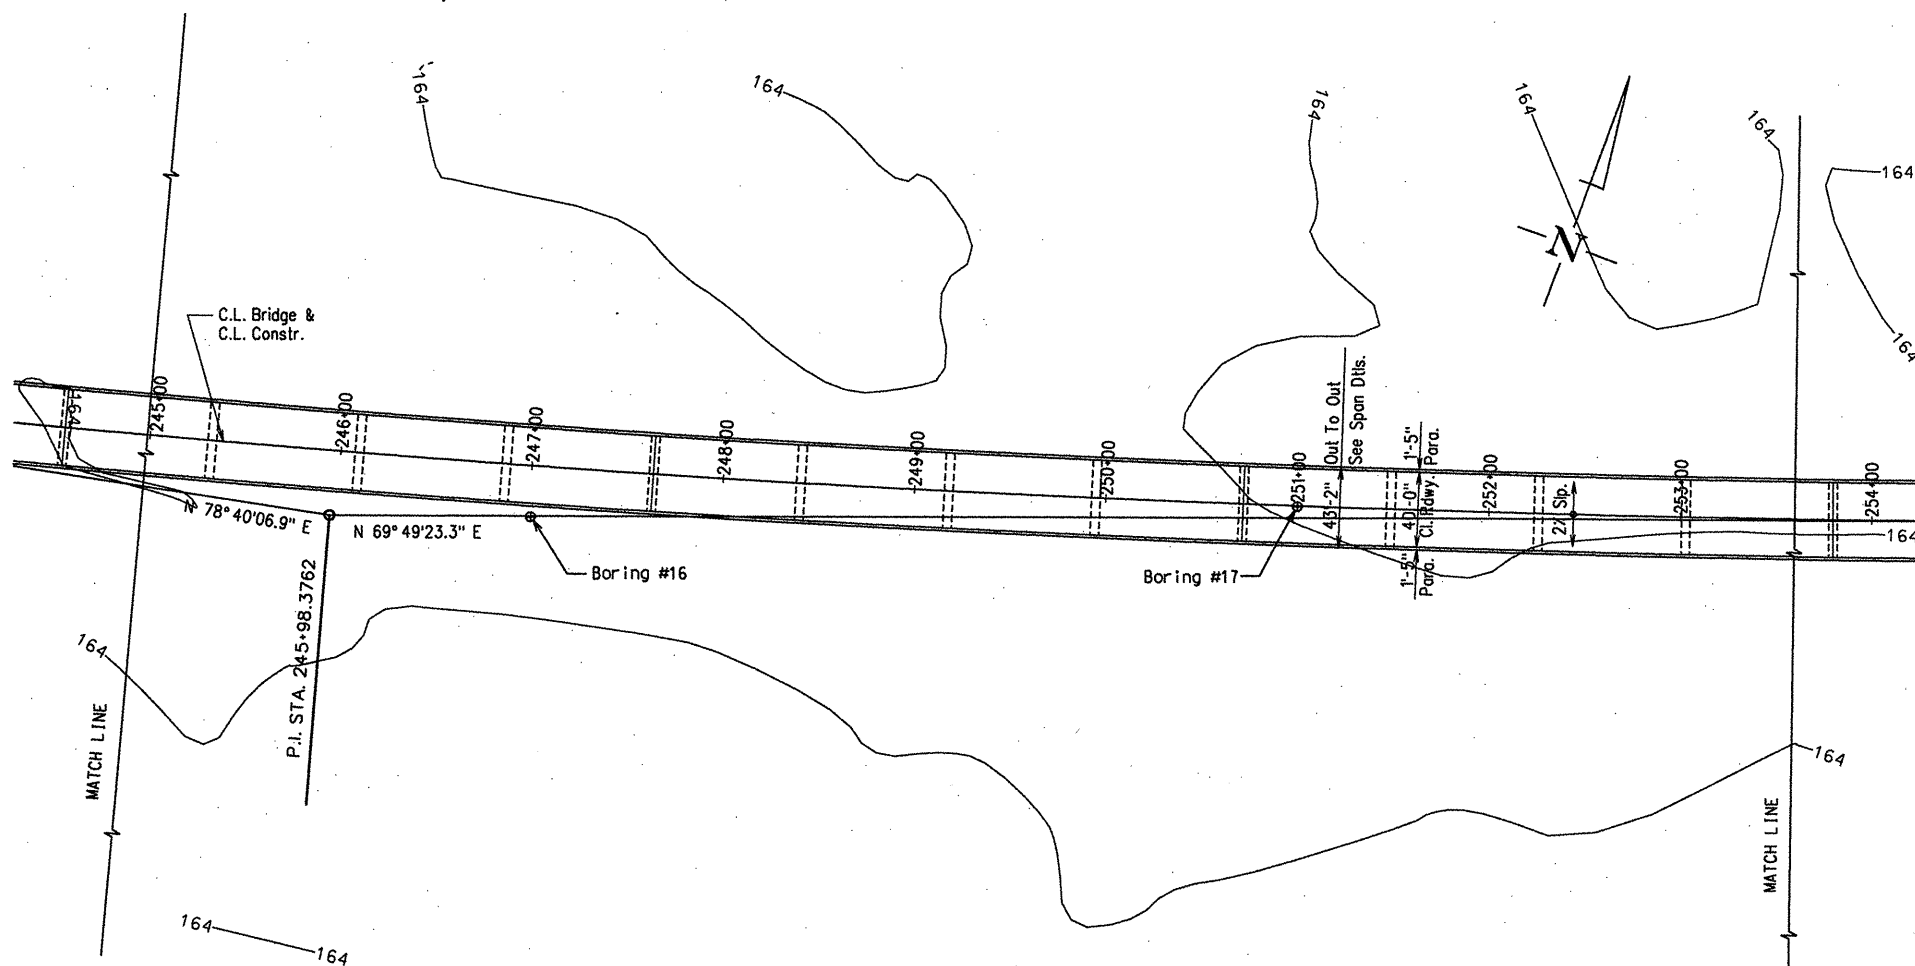 164
164
164
164
164
164
N
164
C.L. Bridge &
C.L. Constr.
164
245+00
246+00
247+00
248+00
249+00
250+00
251+00
252+00
253+00
254+00
Out To Out
See Span Dtls.
43'-2"
1'-5"
Para.
40'-0"
Cl. Rdwy.
1'-5"
Para.
2% Slp.
164
N 78° 40'06.9" E
N 69° 49'23.3" E
Boring #16
Boring #17
P.I. STA. 245+98.3762
164
MATCH LINE
164
MATCH LINE
164
164